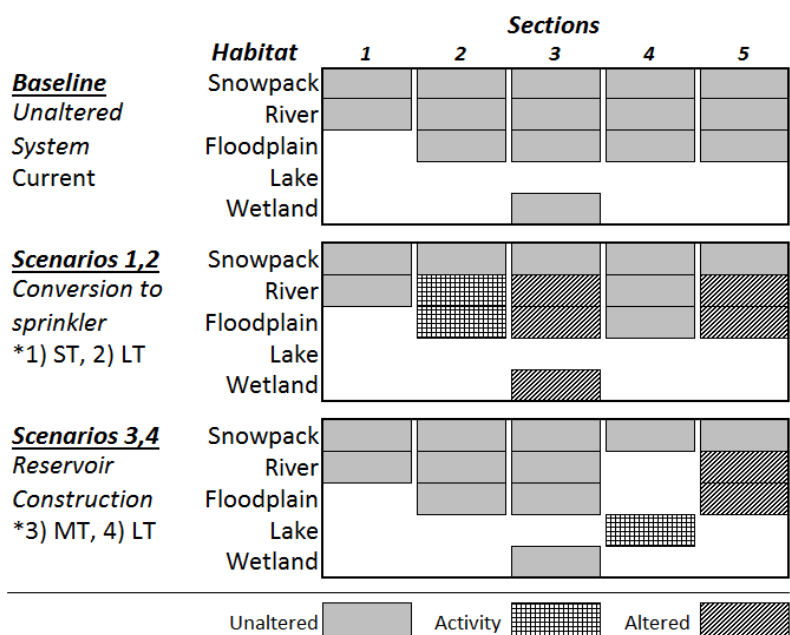 Sections
Habitat 1 2 3 4 5
Baseline Snowpack
Unaltered River
System Floodplain
Current Lake
Wetland
Scenarios 1,2 Snowpack
Conversion to River
sprinkler Floodplain
*1) ST, 2) LT Lake
Wetland
Scenarios 3,4 Snowpack
Reservoir River
Construction Floodplain
*3) MT, 4) LT Lake
Wetland
Unaltered Activity Altered